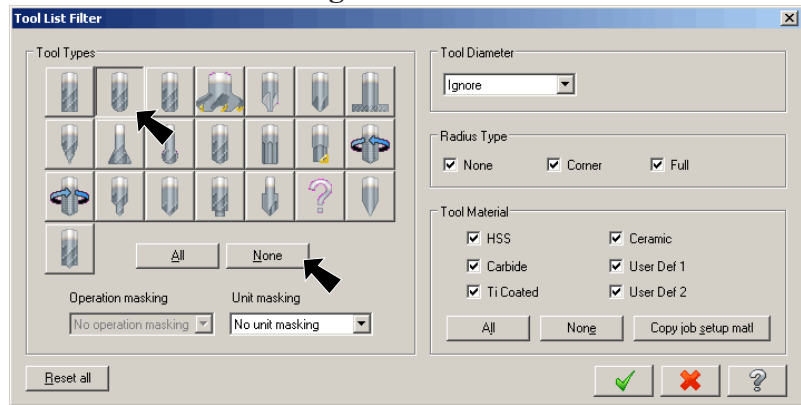 Tool List Filter
Tool Types
All
None
Operation masking
Unit masking
No operation masking
No unit masking
Tool Diameter
Ignore
Radius Type
None
Corner
Full
Tool Material
HSS
Ceramic
Carbide
User Def 1
Ti Coated
User Def 2
All
None
Copy job setup matl
Reset all